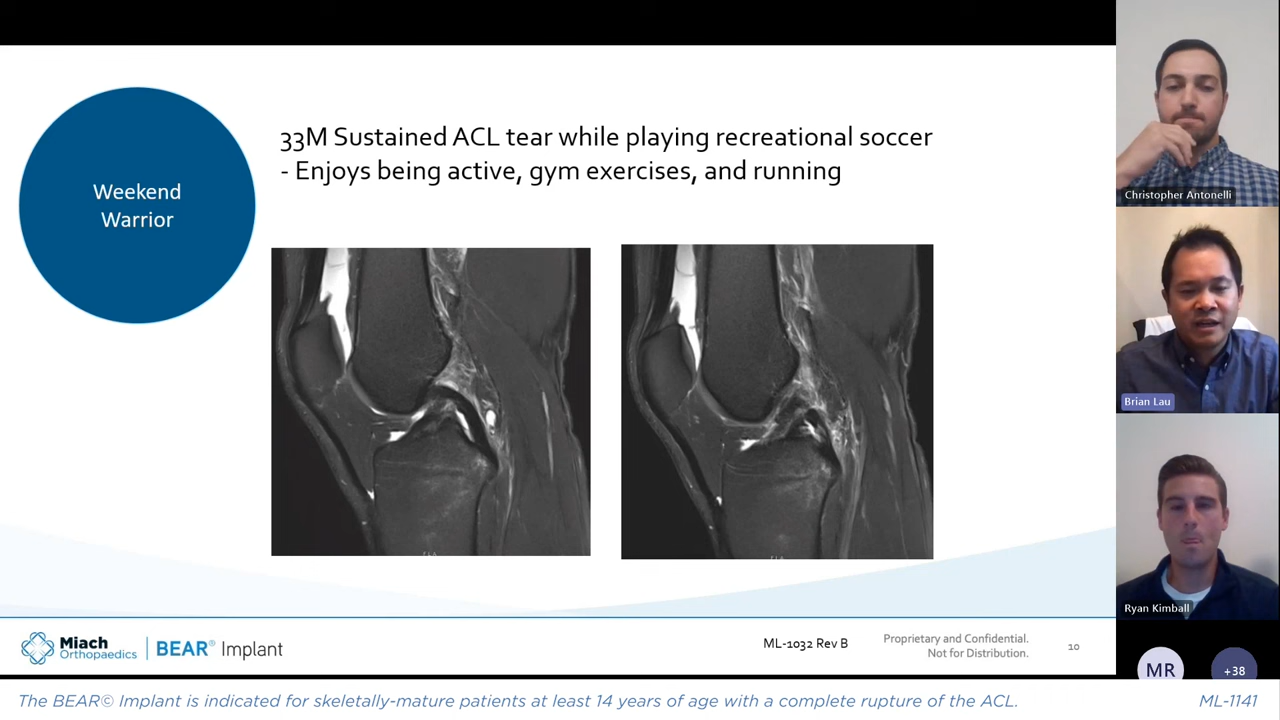 Weekend
Warrior
33M Sustained ACL tear while playing recreational soccer
- Enjoys being active, gym exercises, and running
Christopher Antonelli
Brian Lau
Ryan Kimball
MR
+38
Miach
Orthopaedics
BEAR® Implant
ML-1032 Rev B
Proprietary and Confidential.
Not for Distribution.
10
The BEAR© Implant is indicated for skeletally-mature patients at least 14 years of age with a complete rupture of the ACL.
ML-1141